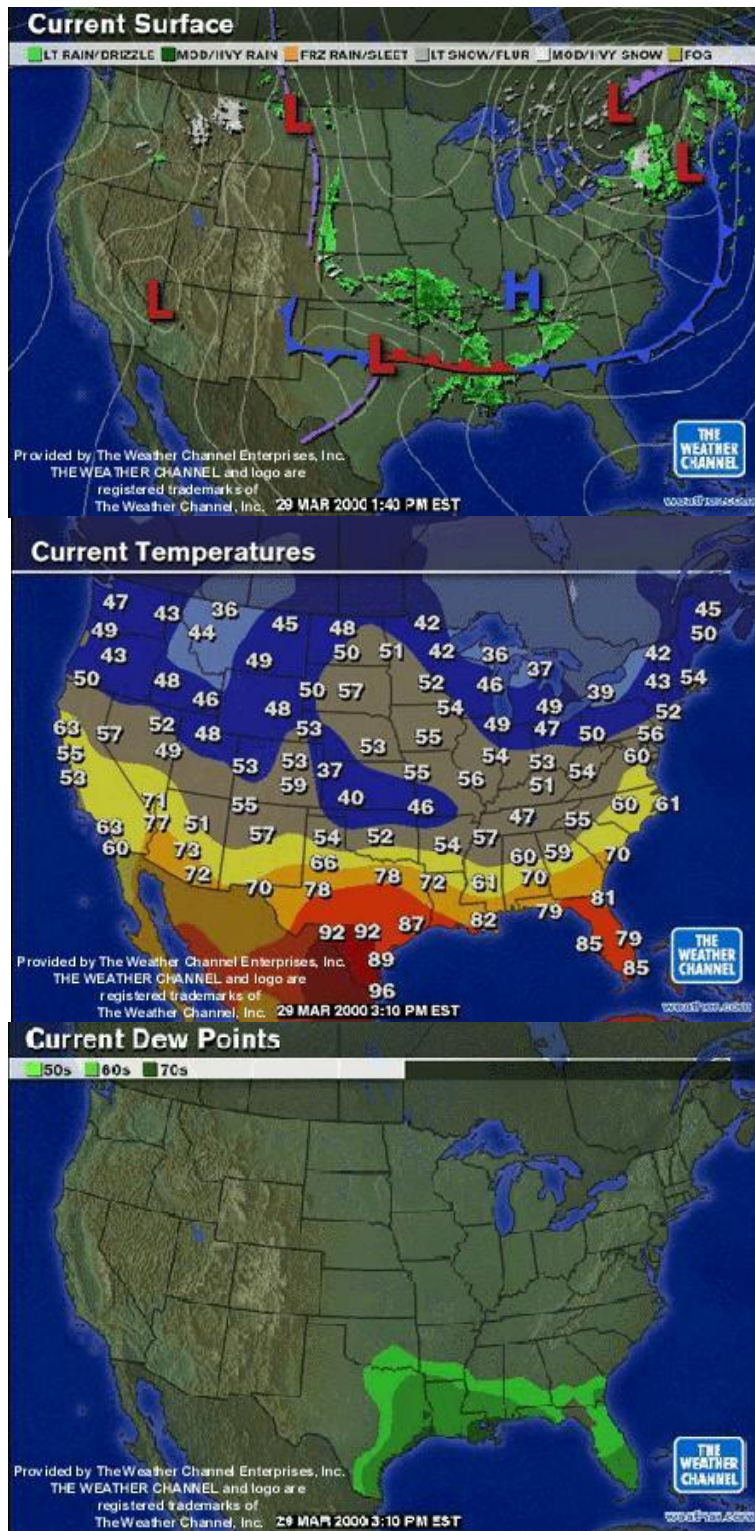 Current Surface
LT RAIN/DRIZZLE MOD/HVY RAIN FRZ RAIN/SLEET LT SNOW/FLUR MOD/HVY SNOW FOG
L
L
L
L
H
L
Provided by The Weather Channel Enterprises, Inc.
THE WEATHER CHANNEL and logo are
registered trademarks of
The Weather Channel, Inc. 29 MAR 2000 1:40 PM EST
THE
WEATHER
CHANNEL
weather.com
Current Temperatures
47 43 36 45 48 42 45
49 44 50
43 49 50 51 42 36 37 42
50 48 46 50 57 52 46 39 43 54
48 54 49 52
63 57 52 48 53 55 49 47 50 56
55 49 53 53 37 53 54 53 54 60
53 59 55 56 51
71 55 40 46 47 60 61
63 77 51 57 54 52 54 57 55
60 73 66 60 59 70
72 70 78 78 72 61 70 81
92 92 87 82 79
89 85 79
96 85
Provided by The Weather Channel Enterprises, Inc.
THE WEATHER CHANNEL and logo are
registered trademarks of
The Weather Channel, Inc. 29 MAR 2000 3:10 PM EST
THE
WEATHER
CHANNEL
weather.com
Current Dew Points
50s 60s 70s
Provided by The Weather Channel Enterprises, Inc.
THE WEATHER CHANNEL and logo are
registered trademarks of
The Weather Channel, Inc. 29 MAR 2000 3:10 PM EST
THE
WEATHER
CHANNEL
weather.com